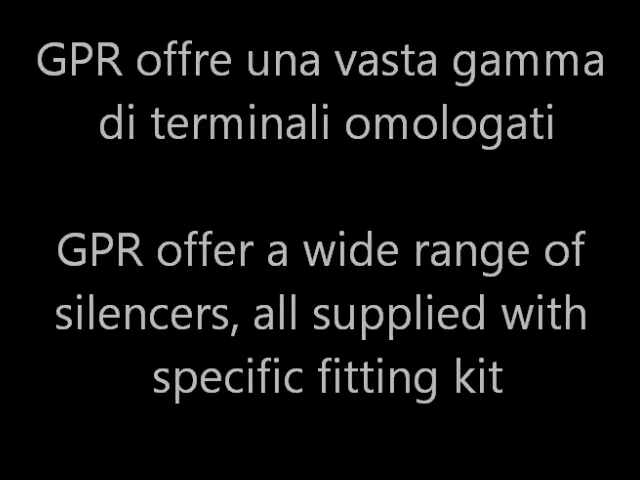 GPR offre una vasta gamma
di terminali omologati
GPR offer a wide range of
silencers, all supplied with
specific fitting kit